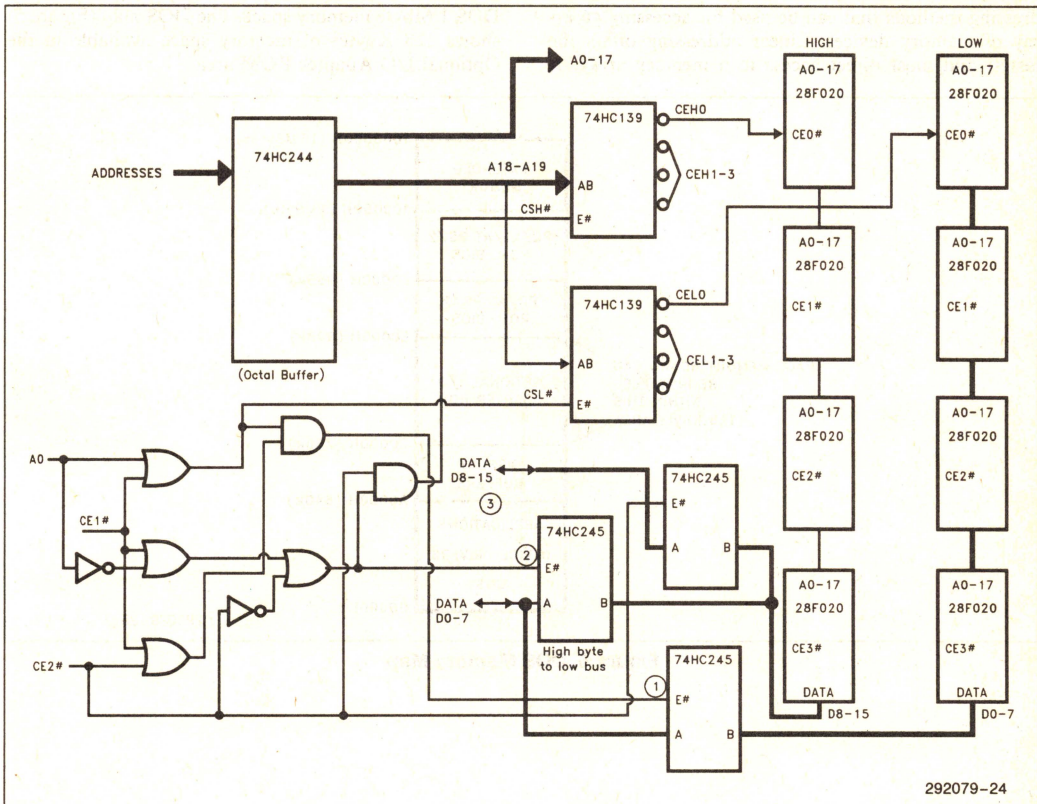 HIGH LOW
A0-17
28F020
CE0#
A0-17
28F020
CE0#
A0-17
74HC139
CEH0
CEH1-3
AB
E#
74HC244
ADDRESSES
A18-A19
CSH#
(Octal Buffer)
A0-17
28F020
CE1#
A0-17
28F020
CE1#
74HC139
CEL0
CEL1-3
AB
E#
CSL#
A0
CE1#
CE2#
DATA
D8-15
3
74HC245
E#
A B
A0-17
28F020
CE2#
A0-17
28F020
CE2#
74HC245
2
E#
A B
DATA
D0-7
High byte
to low bus
A0-17
28F020
CE3#
DATA
D8-15
A0-17
28F020
CE3#
DATA
D0-7
74HC245
1
E#
A B
292079-24